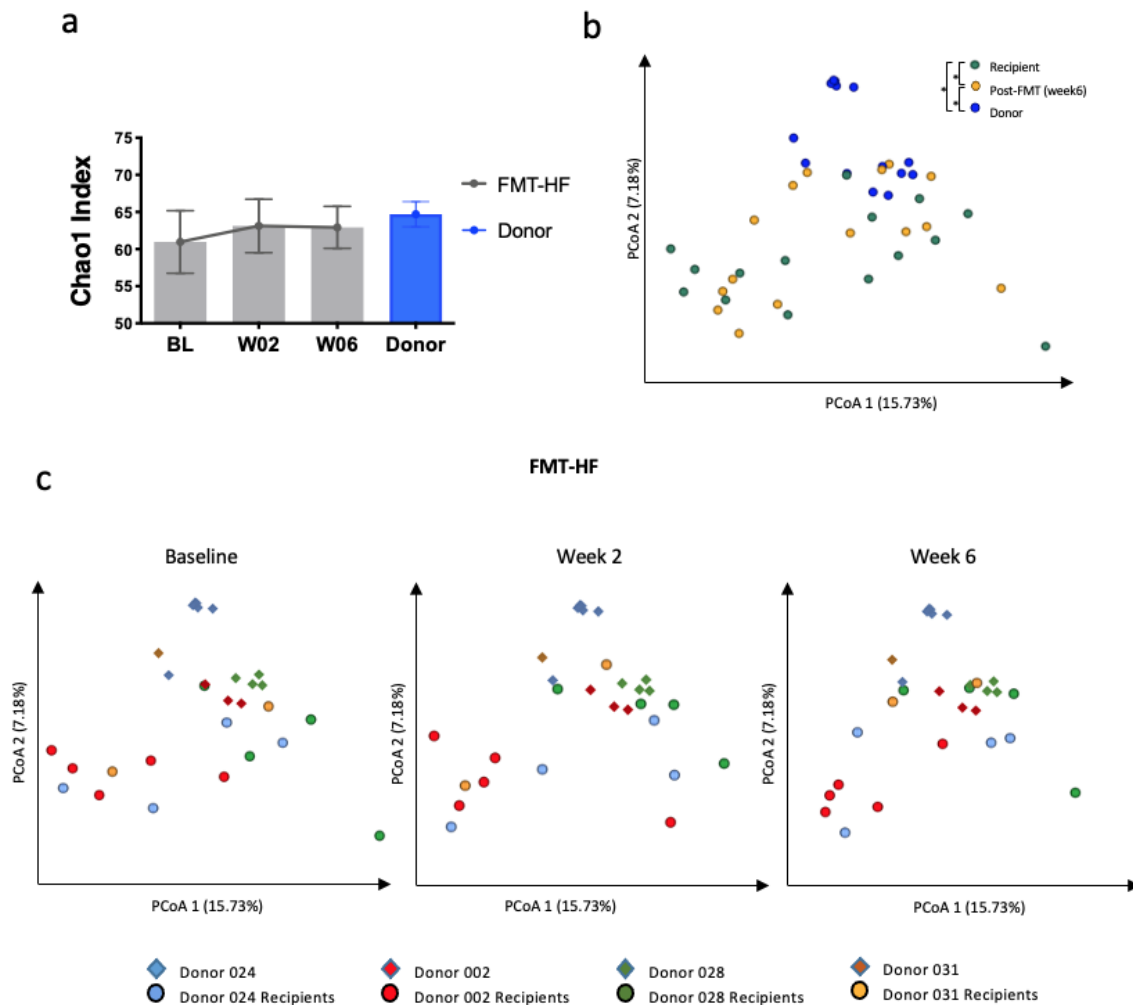 a
Chao1 Index
75
70
65
60
55
50
BL W02 W06 Donor
FMT-HF
Donor
b
PCoA 2 (7.18%)
PCoA 1 (15.73%)
* * *
Recipient
Post-FMT (week6)
Donor
FMT-HF
c
Baseline
PCoA 2 (7.18%)
PCoA 1 (15.73%)
Week 2
PCoA 2 (7.18%)
PCoA 1 (15.73%)
Week 6
PCoA 2 (7.18%)
PCoA 1 (15.73%)
Donor 024 Donor 002 Donor 028 Donor 031
Donor 024 Recipients Donor 002 Recipients Donor 028 Recipients Donor 031 Recipients